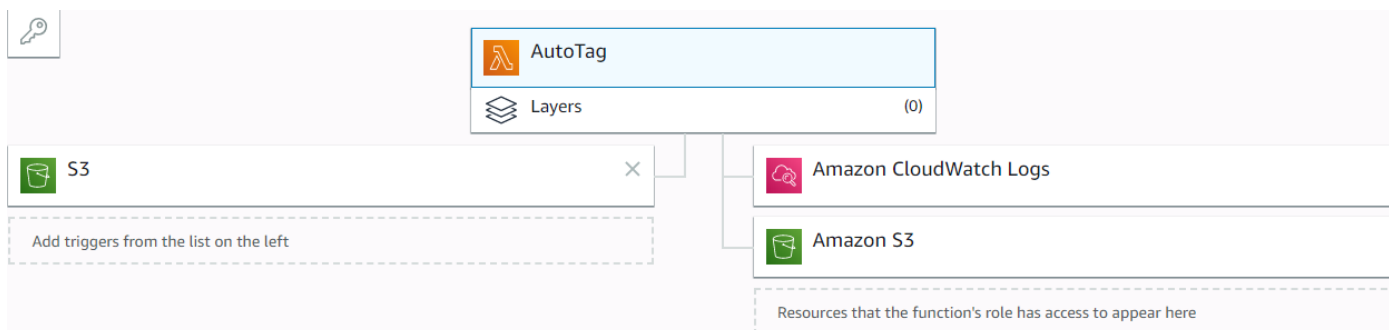 AutoTag
Layers (0)
S3
Add triggers from the list on the left
Amazon CloudWatch Logs
Amazon S3
Resources that the function's role has access to appear here